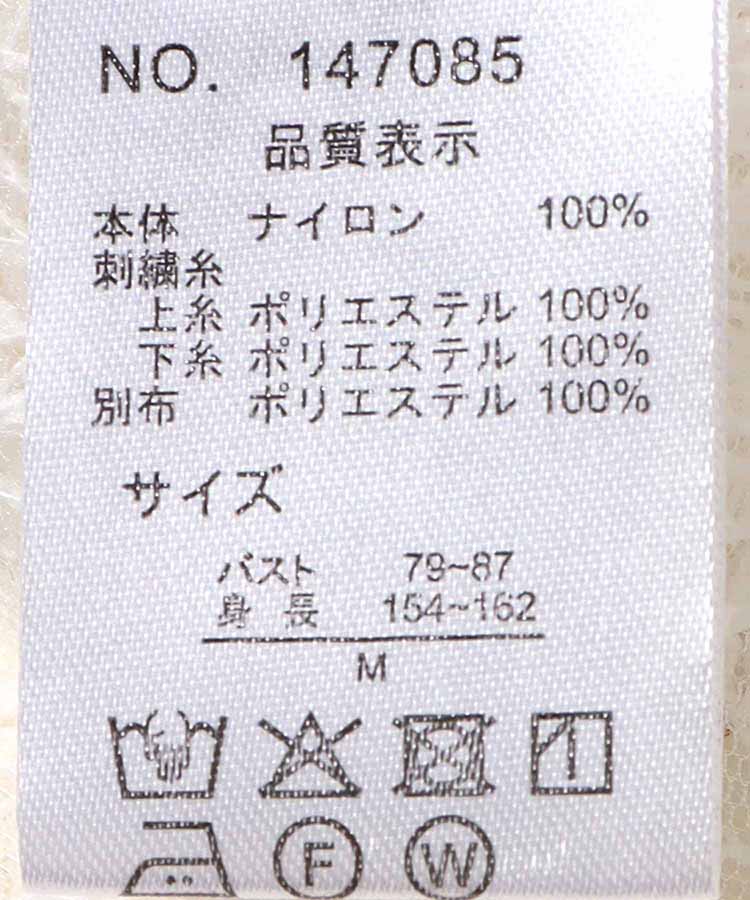 NO. 147085
品質表示
本体 ナイロン 100%
刺繍糸
上糸 ポリエステル 100%
下糸 ポリエステル 100%
別布 ポリエステル 100%
サイズ
バスト 79~87
身長 154~162
M
F W